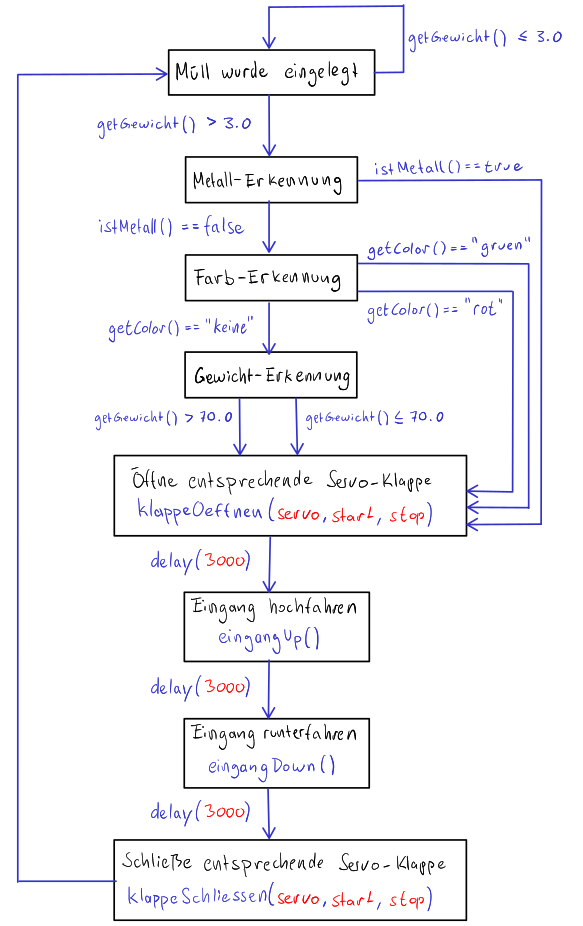 getGewicht() ≤ 3.0
Müll wurde eingelegt
getGewicht() > 3.0
istMetall() == true
Metall-Erkennung
istMetall() == false
getColor() == "gruen"
Farb-Erkennung
getColor() == "rot"
getColor() == "keine"
Gewicht-Erkennung
getGewicht() > 70.0
getGewicht() ≤ 70.0
Öffne entsprechende Servo-Klappe
klappeOeffnen(servo, start, stop)
delay(3000)
Eingang hochfahren
eingangUp()
delay(3000)
Eingang runterfahren
eingangDown()
delay(3000)
Schließe entsprechende Servo-Klappe
klappeSchliessen(servo, start, stop)